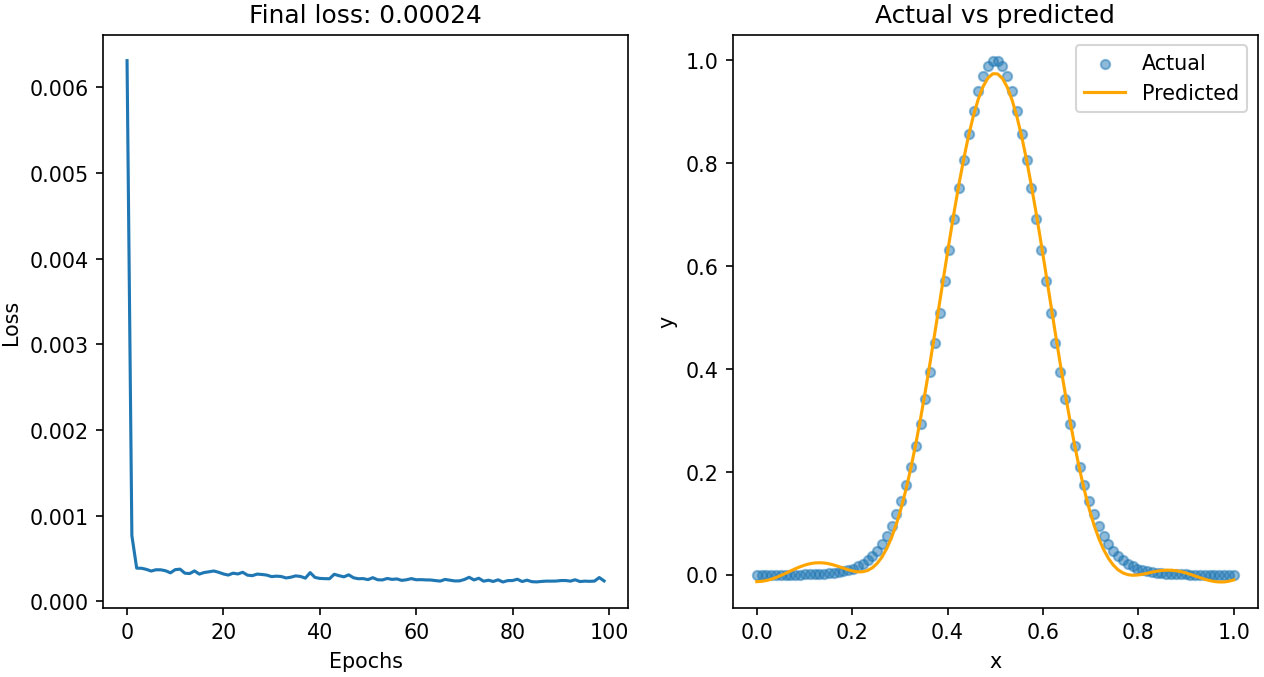 Final loss: 0.00024
0.006
0.005
0.004
0.003
0.002
0.001
0.000
Loss
0 20 40 60 80 100
Epochs
Actual vs predicted
Actual
Predicted
1.0
0.8
0.6
0.4
0.2
0.0
y
0.0 0.2 0.4 0.6 0.8 1.0
x